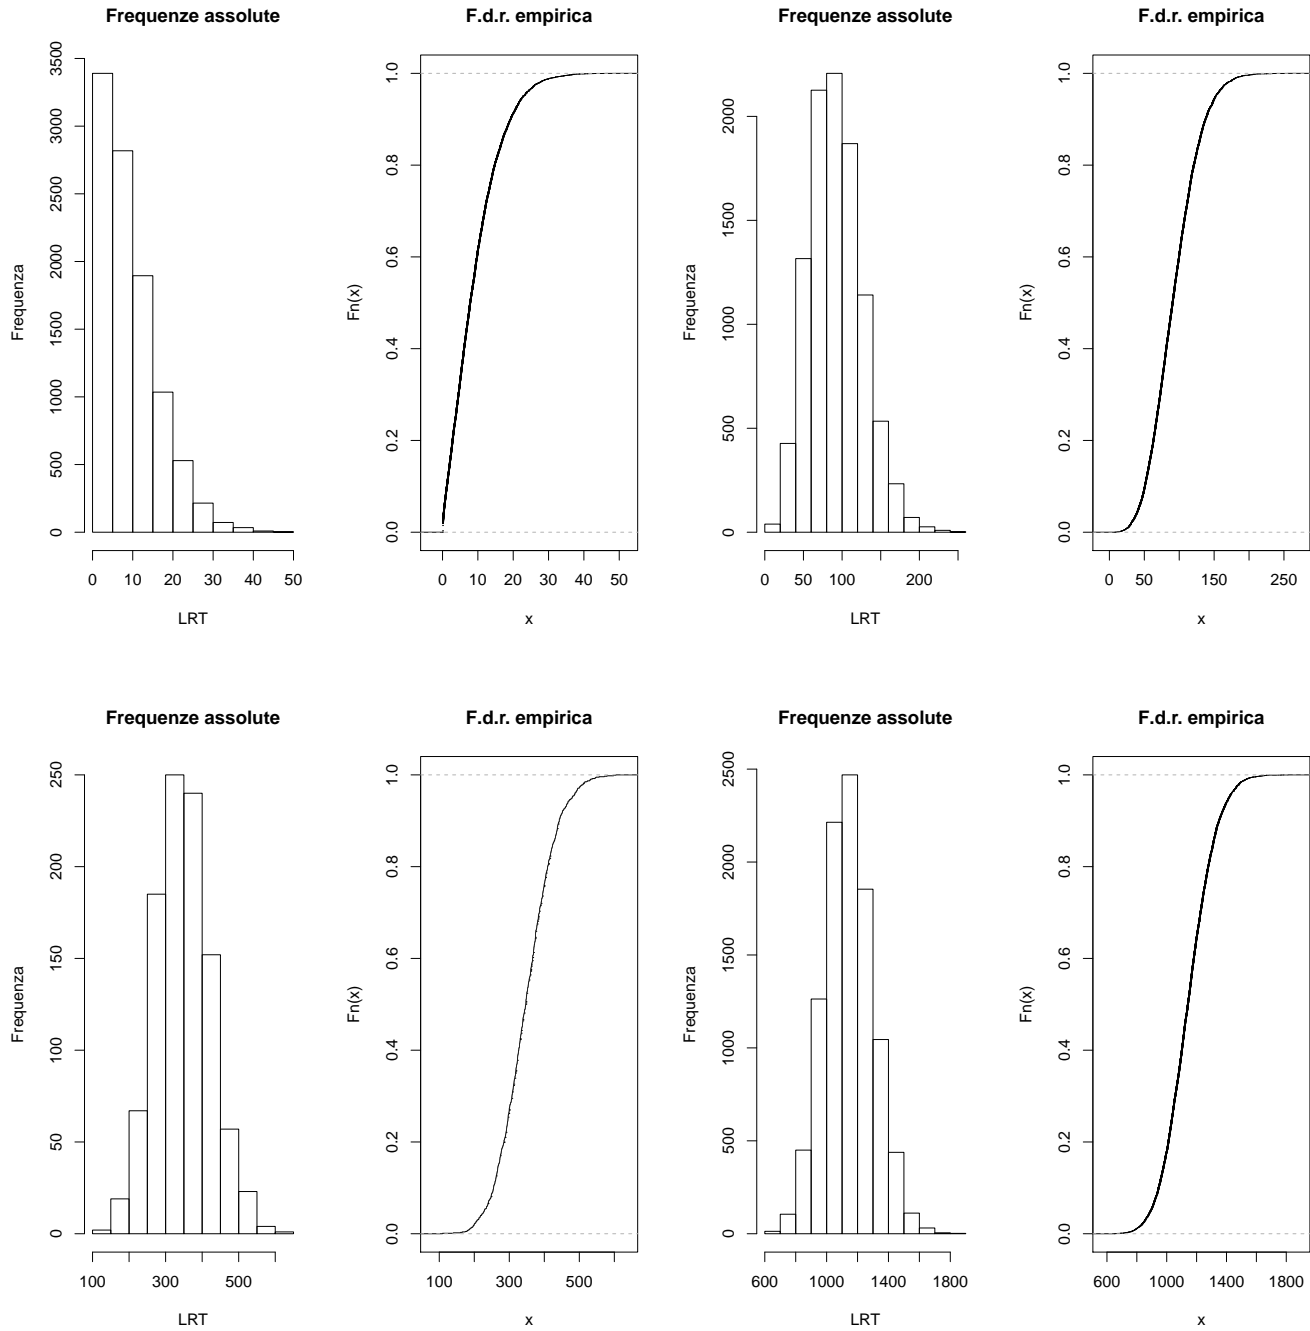 Frequenze assolute
F.d.r. empirica
Frequenze assolute
F.d.r. empirica
Frequenza
0 500 1000 1500 2000 2500 3000 3500
0 10 20 30 40 50
LRT
Fn(x)
0.0 0.2 0.4 0.6 0.8 1.0
0 10 20 30 40 50
x
Frequenza
0 500 1000 1500 2000
0 50 100 200
LRT
Fn(x)
0.0 0.2 0.4 0.6 0.8 1.0
0 50 150 250
x
Frequenze assolute
F.d.r. empirica
Frequenze assolute
F.d.r. empirica
Frequenza
0 50 100 150 200 250
100 300 500
LRT
Fn(x)
0.0 0.2 0.4 0.6 0.8 1.0
100 300 500
x
Frequenza
0 500 1000 1500 2000 2500
600 1000 1400 1800
LRT
Fn(x)
0.0 0.2 0.4 0.6 0.8 1.0
600 1000 1400 1800
x